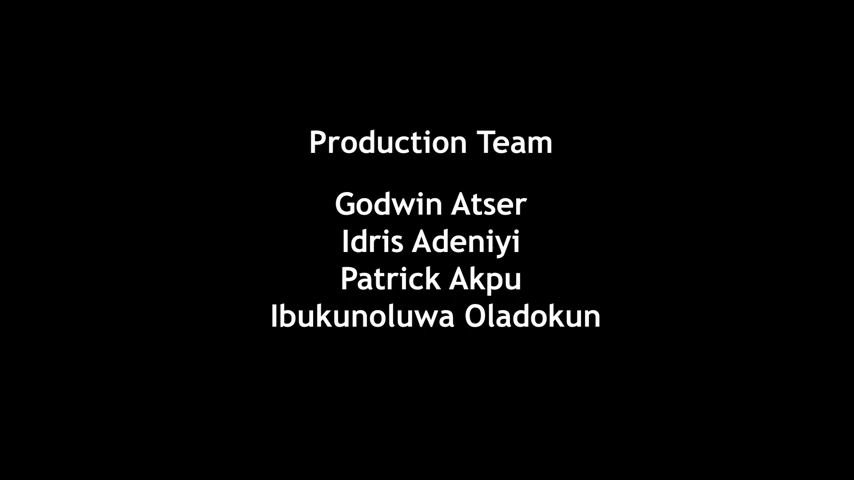 Production Team
Godwin Atser
Idris Adeniyi
Patrick Akpu
Ibukunoluwa Oladokun